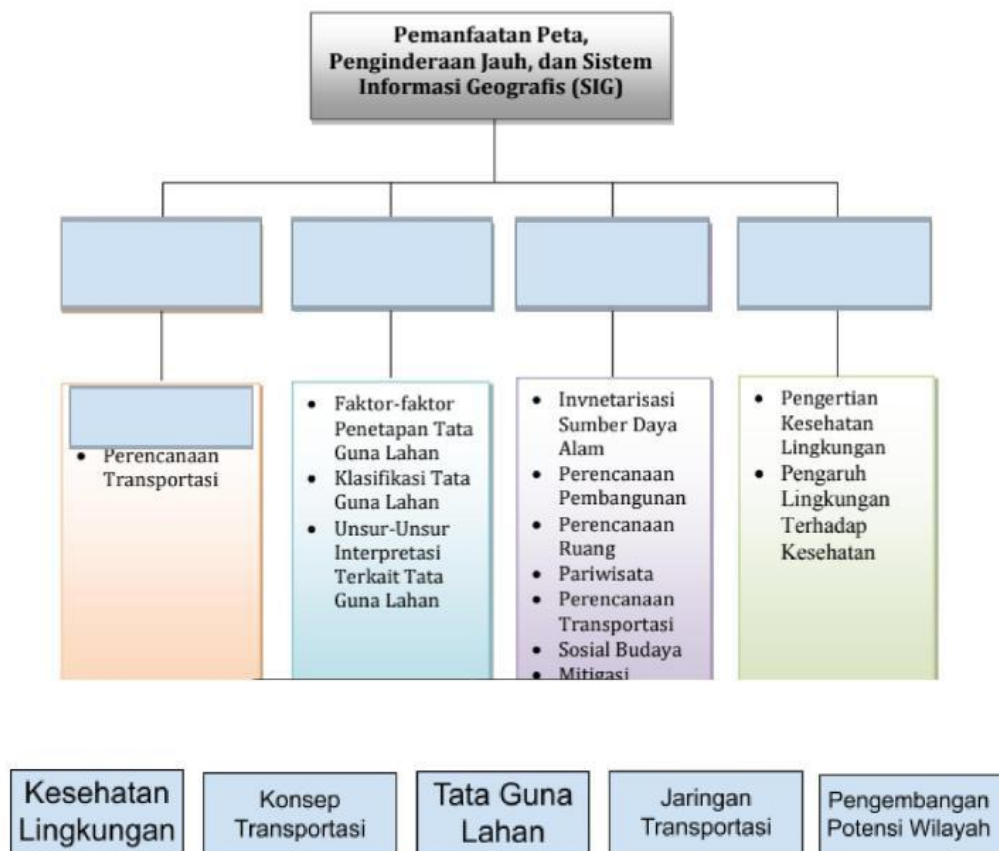 Pemanfaatan Peta,
Penginderaan Jauh, dan Sistem
Informasi Geografis (SIG)
• Perencanaan
Transportasi
• Faktor-faktor
Penetapan Tata
Guna Lahan
• Klasifikasi Tata
Guna Lahan
• Unsur-Unsur
Interpretasi
Terkait Tata
Guna Lahan
• Invnetarisasi
Sumber Daya
Alam
• Perencanaan
Pembangunan
• Perencanaan
Ruang
• Pariwisata
• Perencanaan
Transportasi
• Sosial Budaya
• Mitigasi
• Pengertian
Kesehatan
Lingkungan
• Pengaruh
Lingkungan
Terhadap
Kesehatan
Kesehatan
Lingkungan
Konsep
Transportasi
Tata Guna
Lahan
Jaringan
Transportasi
Pengembangan
Potensi Wilayah